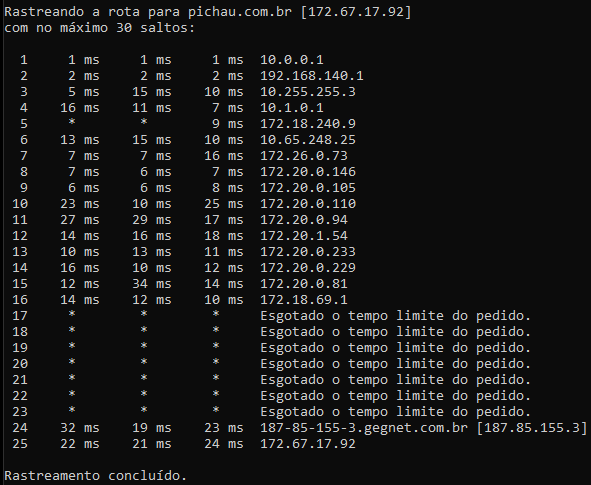 Rastreando a rota para pichau.com.br [172.67.17.92]
com no máximo 30 saltos:
1 1 ms 1 ms 1 ms 10.0.0.1
2 2 ms 2 ms 2 ms 192.168.140.1
3 5 ms 15 ms 10 ms 10.255.255.3
4 16 ms 11 ms 7 ms 10.1.0.1
5 * * 9 ms 172.18.240.9
6 13 ms 15 ms 10 ms 10.65.248.25
7 7 ms 7 ms 16 ms 172.26.0.73
8 7 ms 6 ms 7 ms 172.20.0.146
9 6 ms 6 ms 8 ms 172.20.0.105
10 23 ms 10 ms 25 ms 172.20.0.110
11 27 ms 29 ms 17 ms 172.20.0.94
12 14 ms 16 ms 18 ms 172.20.1.54
13 10 ms 13 ms 11 ms 172.20.0.233
14 16 ms 10 ms 12 ms 172.20.0.229
15 12 ms 34 ms 14 ms 172.20.0.81
16 14 ms 12 ms 10 ms 172.18.69.1
17 * * * Esgotado o tempo limite do pedido.
18 * * * Esgotado o tempo limite do pedido.
19 * * * Esgotado o tempo limite do pedido.
20 * * * Esgotado o tempo limite do pedido.
21 * * * Esgotado o tempo limite do pedido.
22 * * * Esgotado o tempo limite do pedido.
23 * * * Esgotado o tempo limite do pedido.
24 32 ms 19 ms 23 ms 187-85-155-3.gegnet.com.br [187.85.155.3]
25 22 ms 21 ms 24 ms 172.67.17.92
Rastreamento concluído.